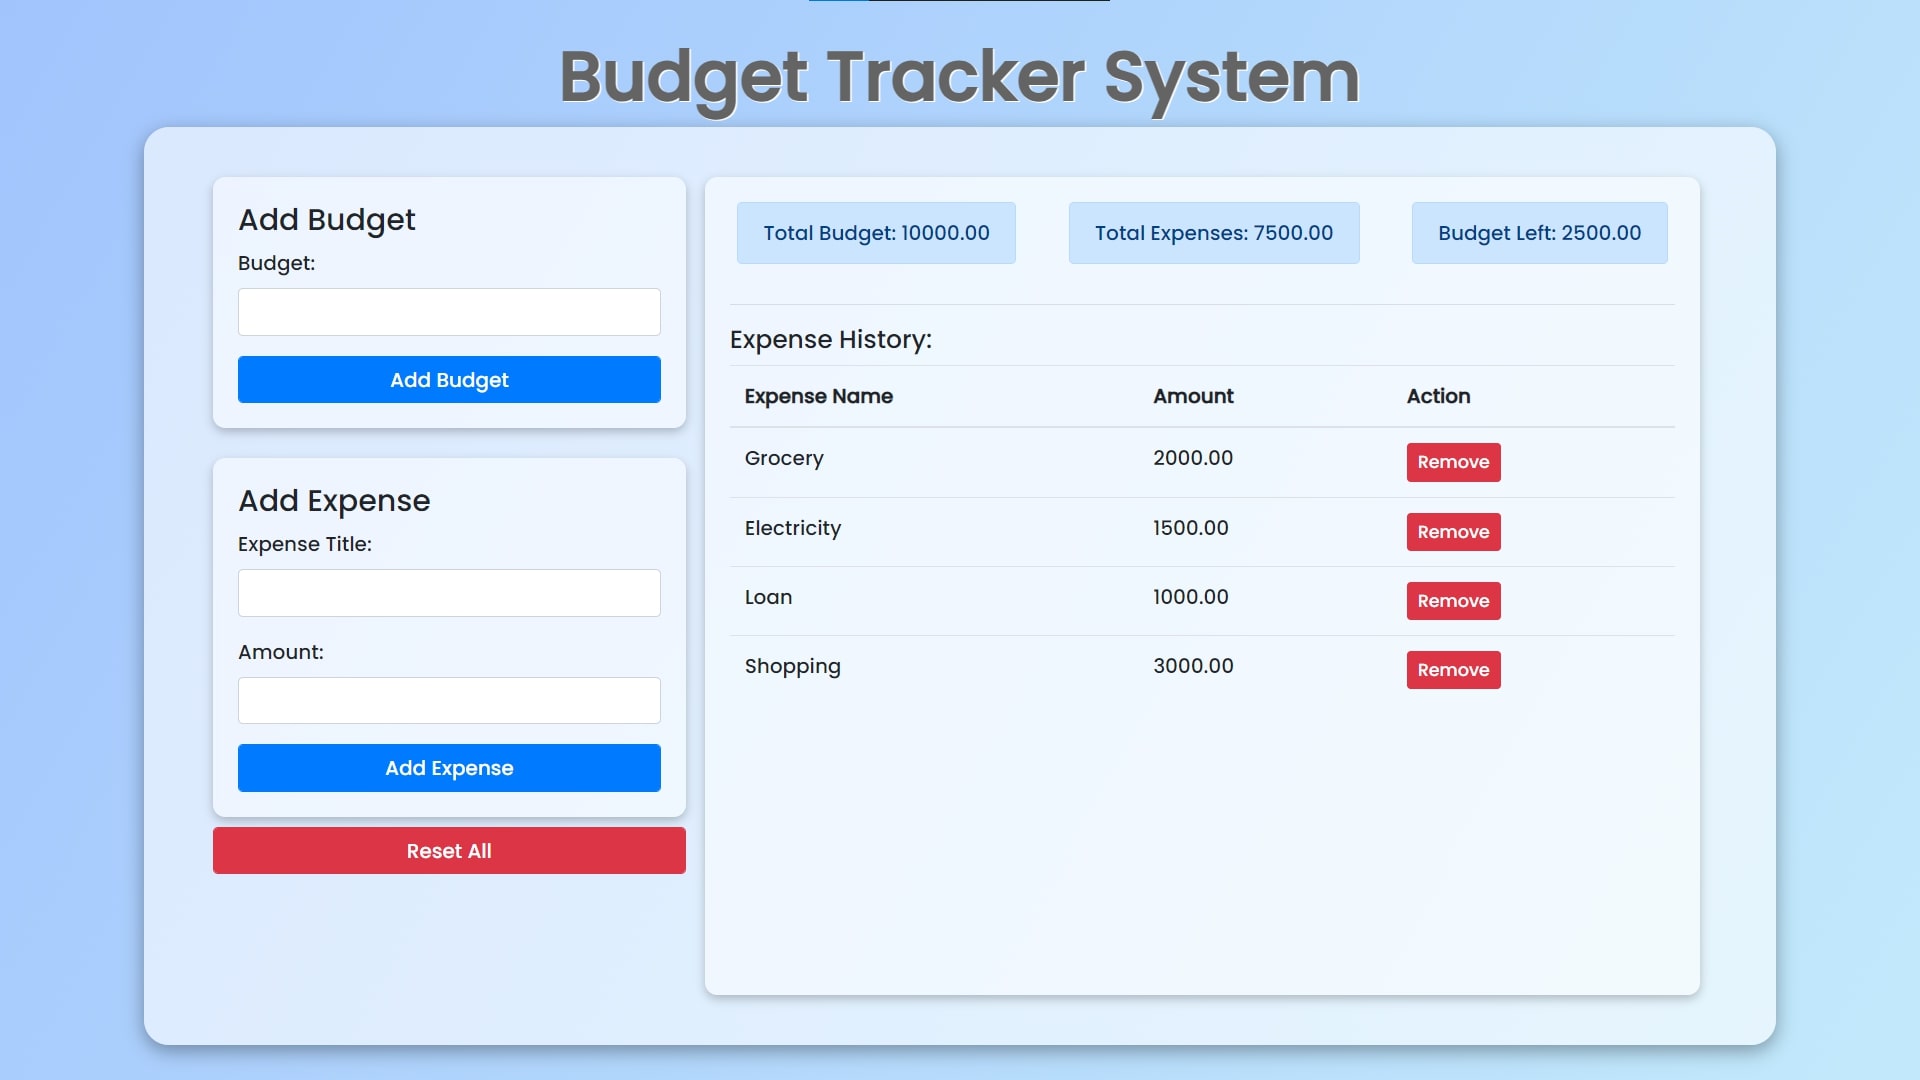 Budget Tracker System
Add Budget
Budget:
Add Budget
Add Expense
Expense Title:
Amount:
Add Expense
Reset All
Total Budget: 10000.00
Total Expenses: 7500.00
Budget Left: 2500.00
Expense History:
Expense Name Amount Action
Grocery 2000.00 Remove
Electricity 1500.00 Remove
Loan 1000.00 Remove
Shopping 3000.00 Remove